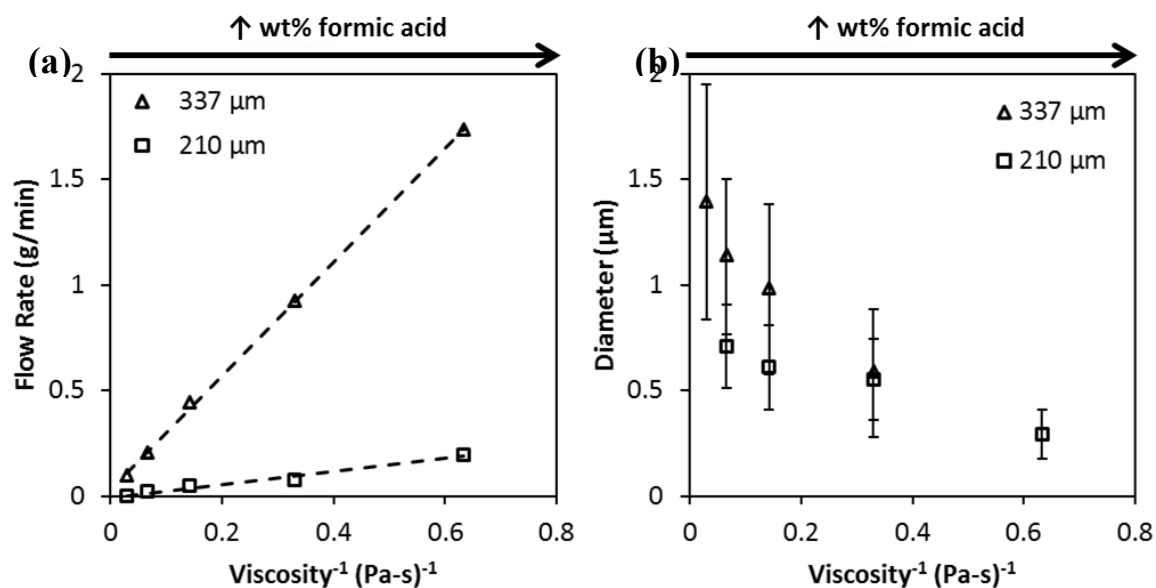 ↑ wt% formic acid
(a)
2
1.5
1
0.5
0
Flow Rate (g/min)
337 µm
210 µm
0 0.2 0.4 0.6 0.8
Viscosity⁻¹ (Pa-s)⁻¹
↑ wt% formic acid
(b)
2
1.5
1
0.5
0
Diameter (µm)
337 µm
210 µm
0 0.2 0.4 0.6 0.8
Viscosity⁻¹ (Pa-s)⁻¹